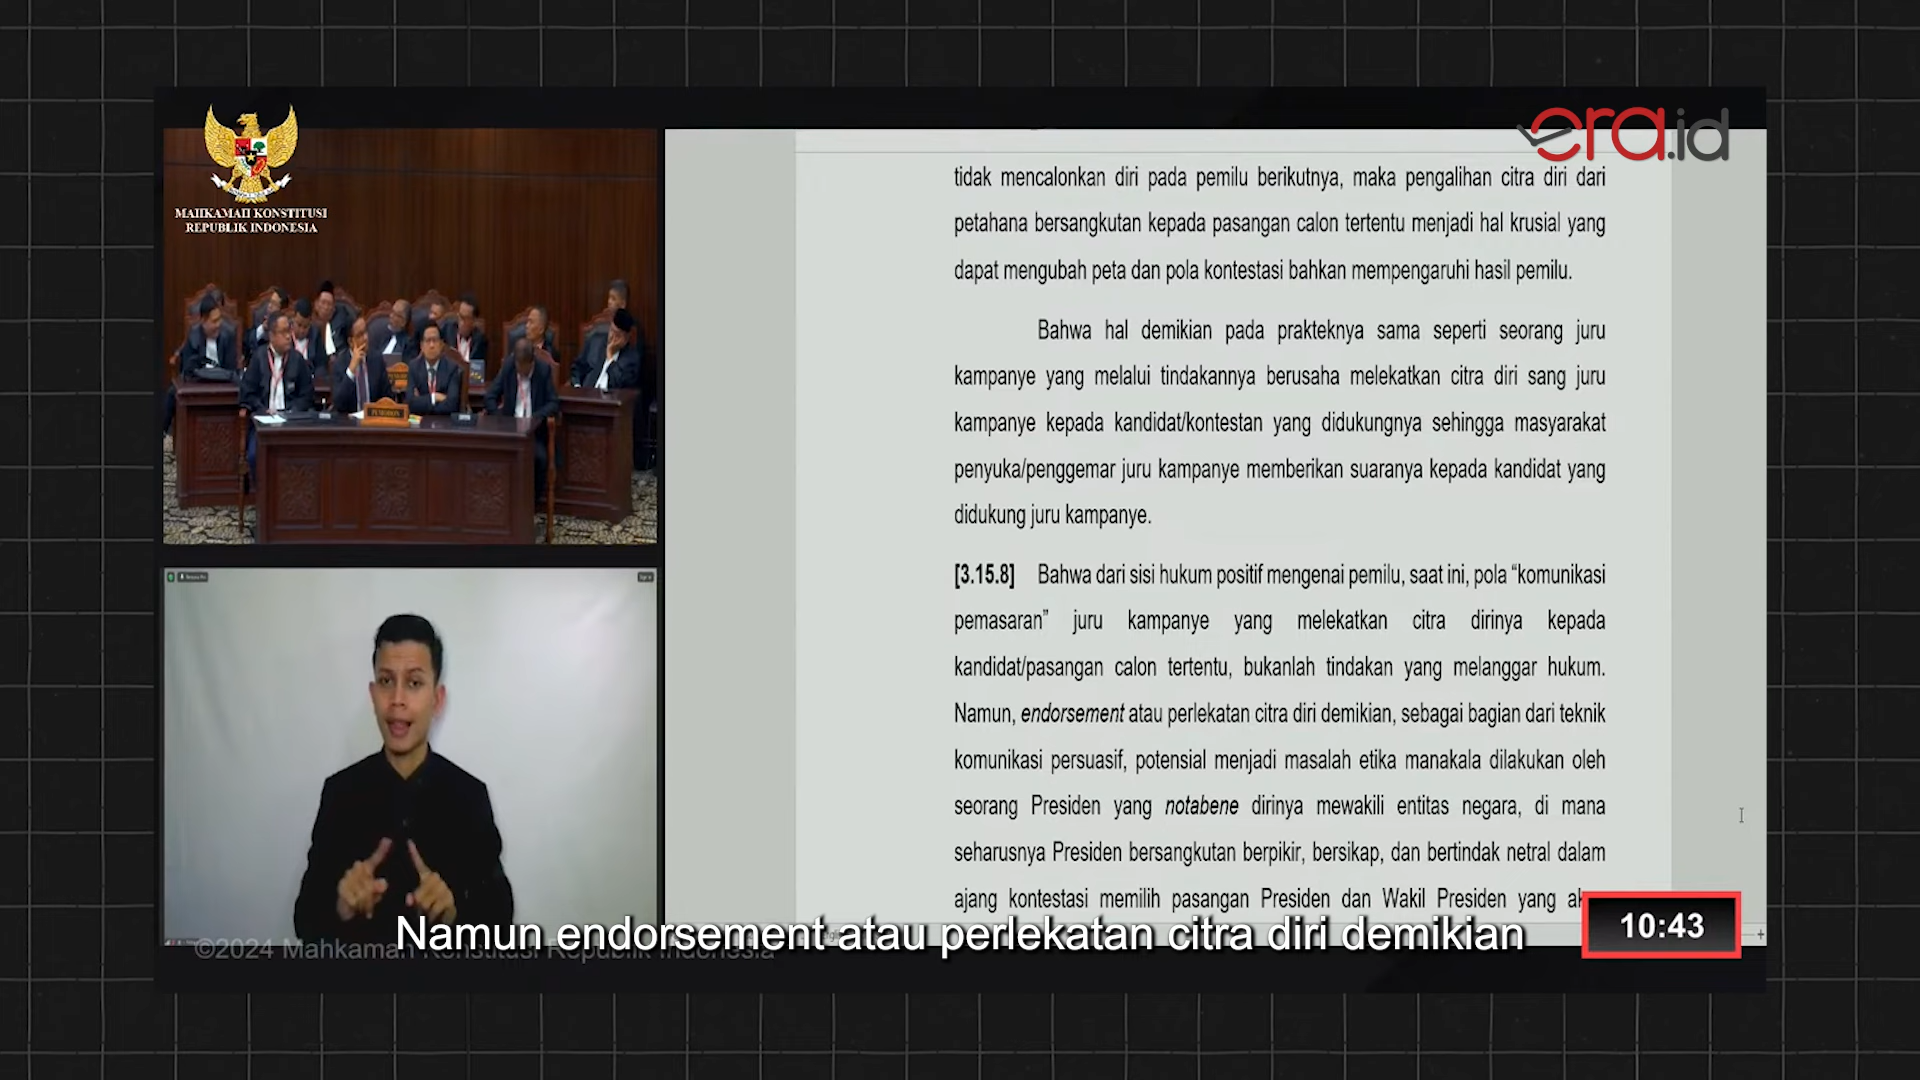 MAHKAMAH KONSTITUSI
REPUBLIK INDONESIA
era.id
PEMOHON
tidak mencalonkan diri pada pemilu berikutnya, maka pengalihan citra diri dari
petahana bersangkutan kepada pasangan calon tertentu menjadi hal krusial yang
dapat mengubah peta dan pola kontestasi bahkan mempengaruhi hasil pemilu.
Bahwa hal demikian pada prakteknya sama seperti seorang juru
kampanye yang melalui tindakannya berusaha melekatkan citra diri sang juru
kampanye kepada kandidat/kontestan yang didukungnya sehingga masyarakat
penyuka/penggemar juru kampanye memberikan suaranya kepada kandidat yang
didukung juru kampanye.
[3.15.8] Bahwa dari sisi hukum positif mengenai pemilu, saat ini, pola “komunikasi
pemasaran” juru kampanye yang melekatkan citra dirinya kepada
kandidat/pasangan calon tertentu, bukanlah tindakan yang melanggar hukum.
Namun, endorsement atau perlekatan citra diri demikian, sebagai bagian dari teknik
komunikasi persuasif, potensial menjadi masalah etika manakala dilakukan oleh
seorang Presiden yang notabene dirinya mewakili entitas negara, di mana
seharusnya Presiden bersangkutan berpikir, bersikap, dan bertindak netral dalam
ajang kontestasi memilih pasangan Presiden dan Wakil Presiden yang
Namun endorsement atau perlekatan citra diri demikian
10:43
©2024 Mahkamah Konstitusi Republik Indonesia